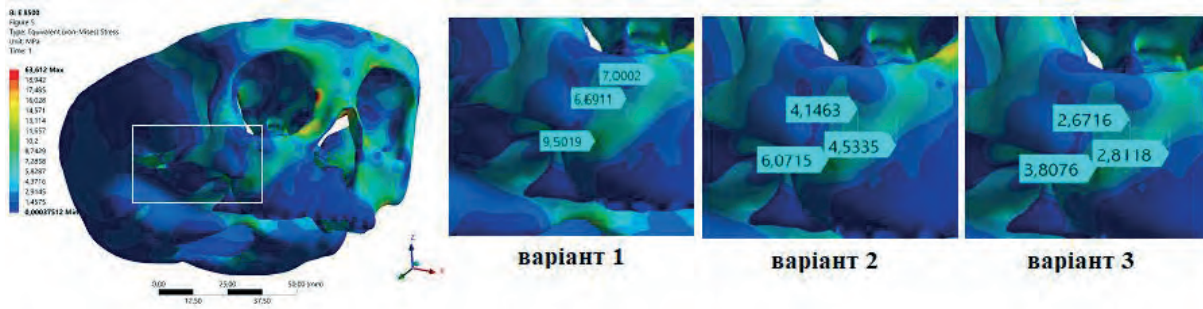 B: E 8500
Figure 5
Type: Equivalent (von-Mises) Stress
Unit: MPa
Time: 1
63,612 Max
18,942
17,485
16,028
14,571
13,114
11,657
10,2
8,7429
7,2858
5,8287
4,3716
2,9145
1,4575
0,00037512 Min
0,00 25,00 50,00 (mm)
12,50 37,50
Z
X
7,0002
6,6911
9,5019
варіант 1
4,1463
4,5335
6,0715
варіант 2
2,6716
2,8118
3,8076
варіант 3